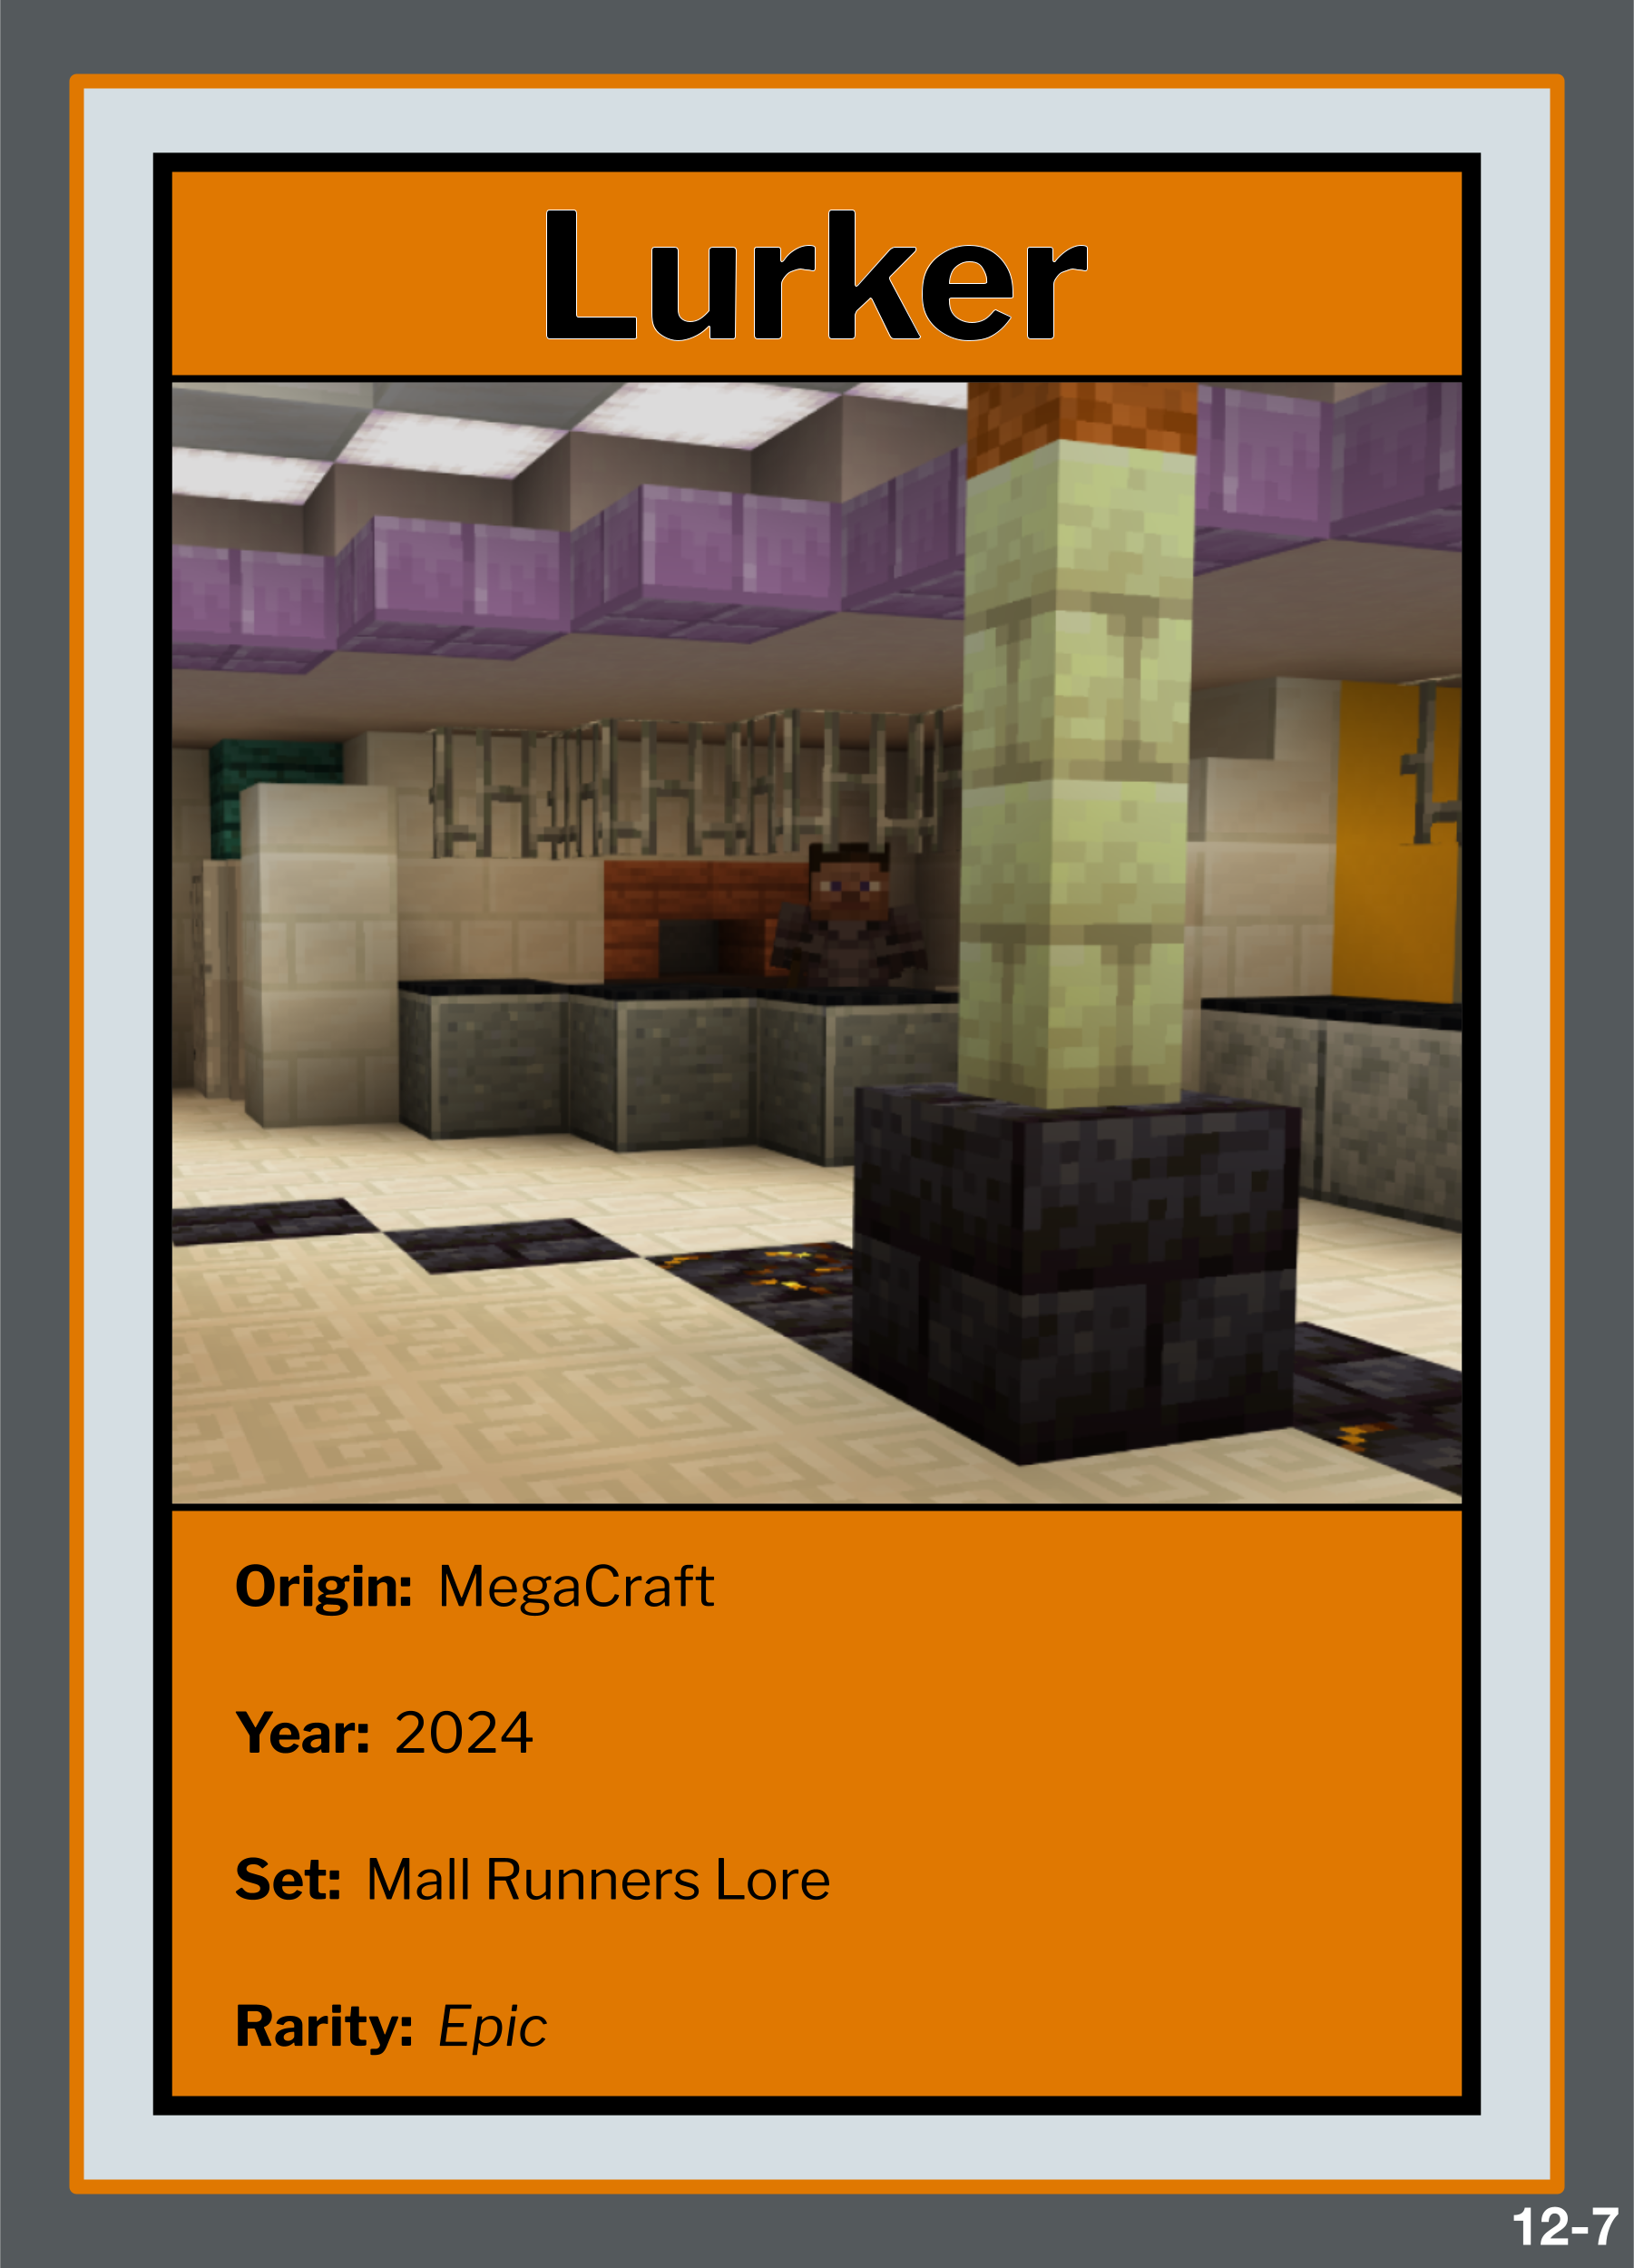 Lurker
Origin: MegaCraft
Year: 2024
Set: Mall Runners Lore
Rarity: Epic
12-7